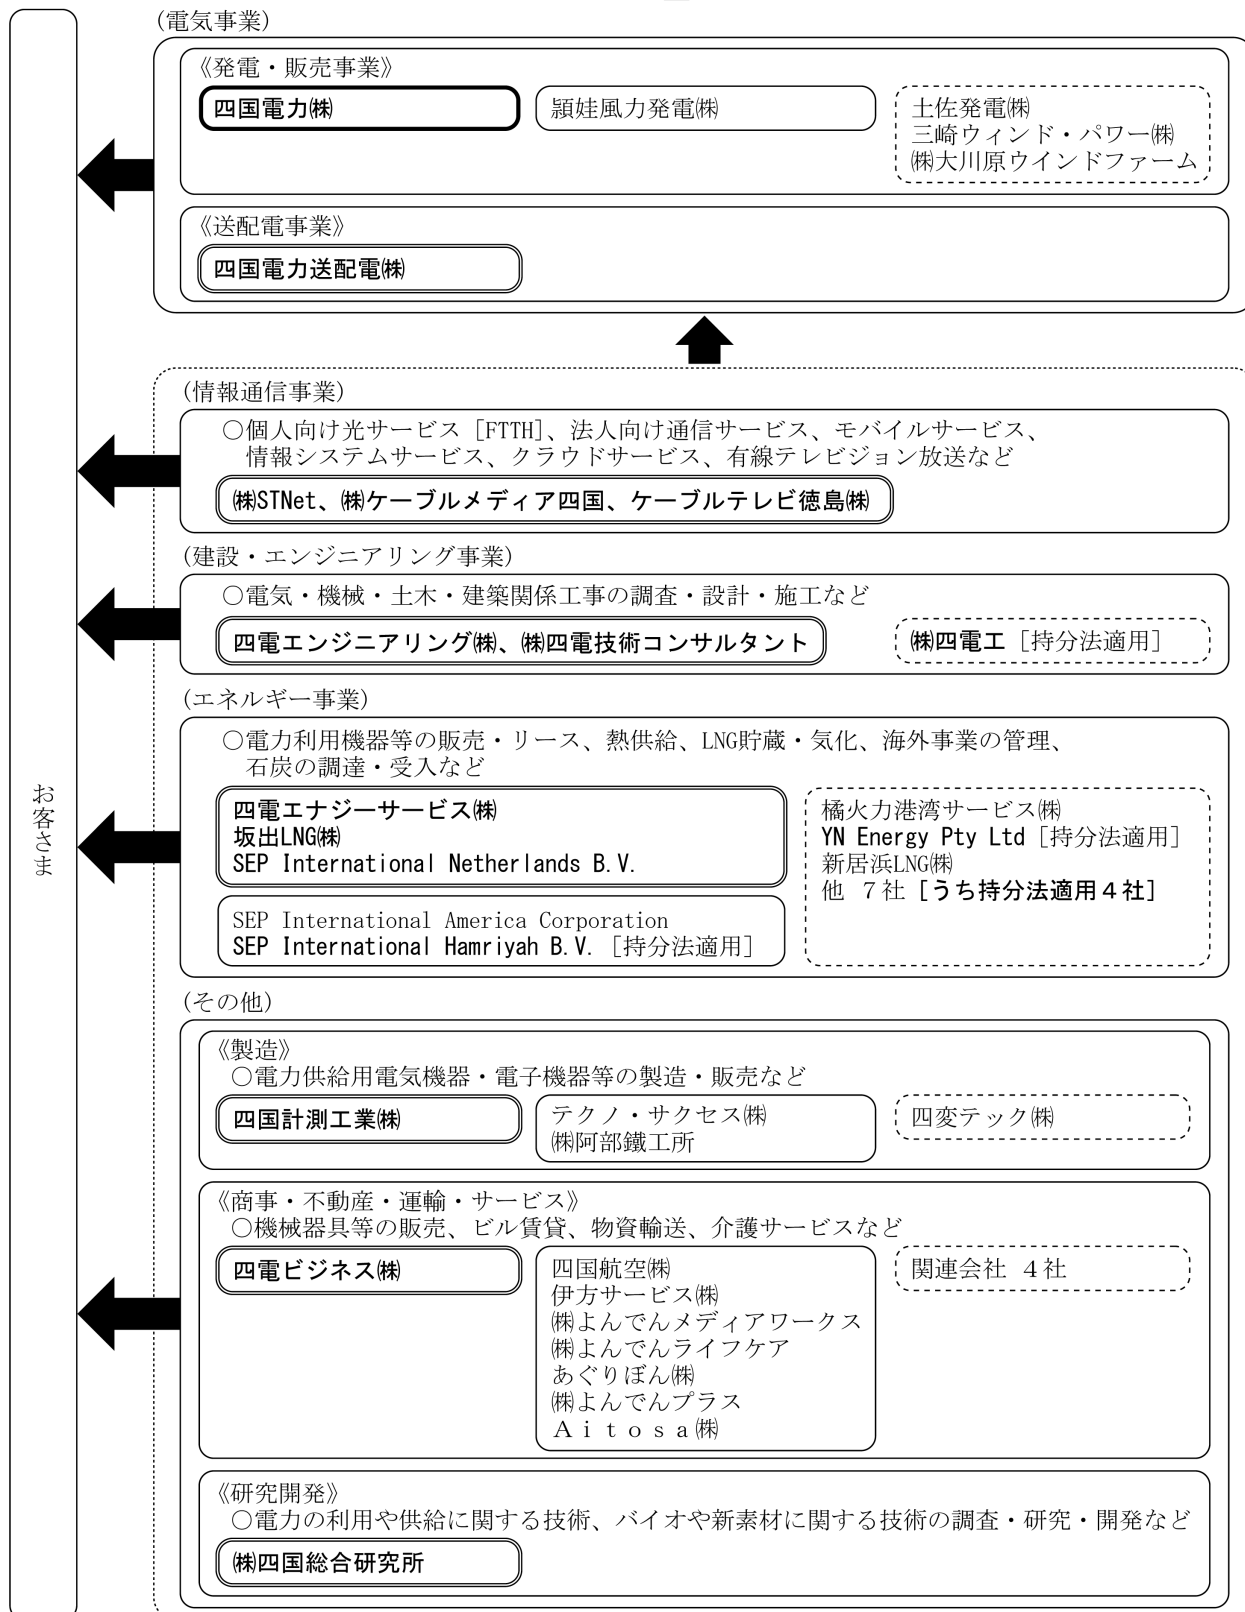 (電気事業)
《発電・販売事業》
四国電力㈱
頴娃風力発電㈱
土佐発電㈱
三崎ウィンド・パワー㈱
㈱大川原ウインドファーム
《送配電事業》
四国電力送配電㈱
(情報通信事業)
○個人向け光サービス［FTTH］、法人向け通信サービス、モバイルサービス、
情報システムサービス、クラウドサービス、有線テレビジョン放送など
㈱STNet、㈱ケーブルメディア四国、ケーブルテレビ徳島㈱
(建設・エンジニアリング事業)
○電気・機械・土木・建築関係工事の調査・設計・施工など
四電エンジニアリング㈱、㈱四電技術コンサルタント
㈱四電工［持分法適用］
(エネルギー事業)
○電力利用機器等の販売・リース、熱供給、LNG貯蔵・気化、海外事業の管理、
石炭の調達・受入など
四電エナジーサービス㈱
坂出LNG㈱
SEP International Netherlands B.V.
SEP International America Corporation
SEP International Hamriyah B.V.［持分法適用］
橘火力港湾サービス㈱
YN Energy Pty Ltd［持分法適用］
新居浜LNG㈱
他 ７社［うち持分法適用４社］
お客さま
(その他)
《製造》
○電力供給用電気機器・電子機器等の製造・販売など
四国計測工業㈱
テクノ・サクセス㈱
㈱阿部鐵工所
四変テック㈱
《商事・不動産・運輸・サービス》
○機械器具等の販売、ビル賃貸、物資輸送、介護サービスなど
四電ビジネス㈱
四国航空㈱
伊方サービス㈱
㈱よんでんメディアワークス
㈱よんでんライフケア
あぐりぼん㈱
㈱よんでんプラス
Ａｉｔｏｓａ㈱
関連会社 ４社
《研究開発》
○電力の利用や供給に関する技術、バイオや新素材に関する技術の調査・研究・開発など
㈱四国総合研究所